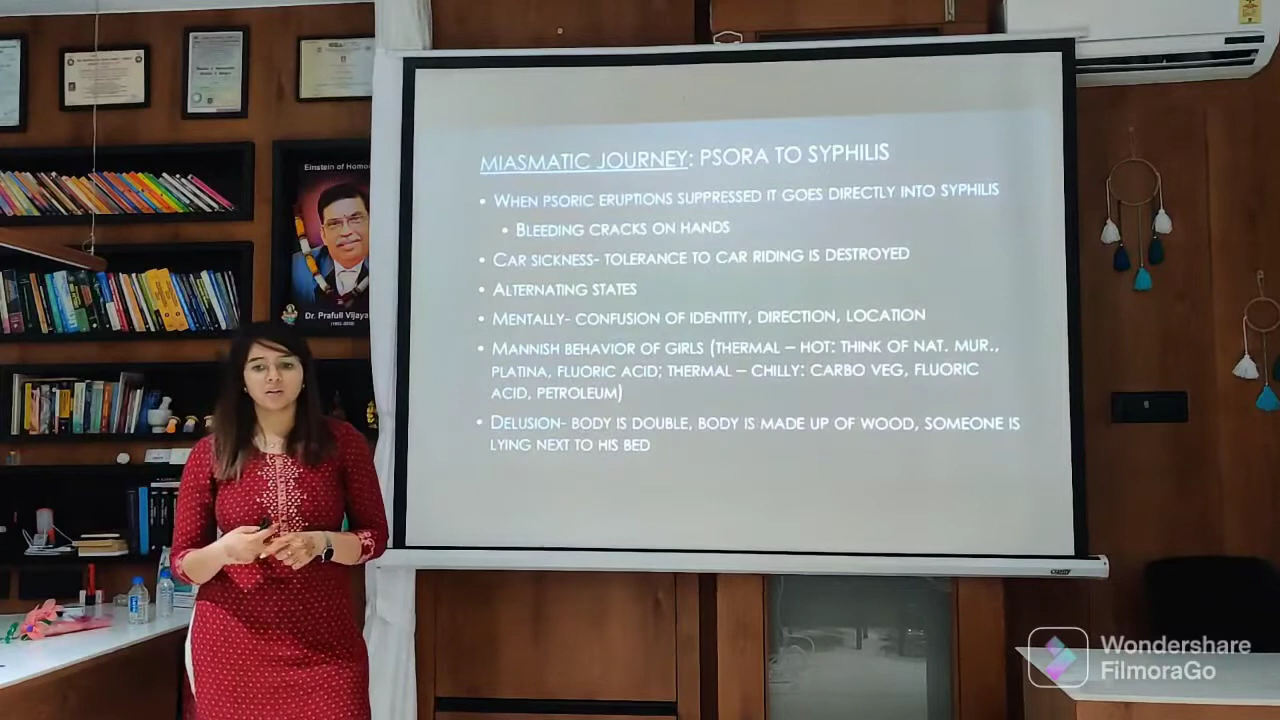 MIASMATIC JOURNEY: PSORA TO SYPHILIS
• WHEN PSORIC ERUPTIONS SUPPRESSED IT GOES DIRECTLY INTO SYPHILIS
• BLEEDING CRACKS ON HANDS
• CAR SICKNESS- TOLERANCE TO CAR RIDING IS DESTROYED
• ALTERNATING STATES
• MENTALLY- CONFUSION OF IDENTITY, DIRECTION, LOCATION
• MANNISH BEHAVIOR OF GIRLS (THERMAL – HOT: THINK OF NAT. MUR.,
PLATINA, FLUORIC ACID; THERMAL – CHILLY: CARBO VEG, FLUORIC
ACID, PETROLEUM)
• DELUSION- BODY IS DOUBLE, BODY IS MADE UP OF WOOD, SOMEONE IS
LYING NEXT TO HIS BED
Einstein of Homo
Dr. Prafull Vijaya
Wondershare
FilmoraGo